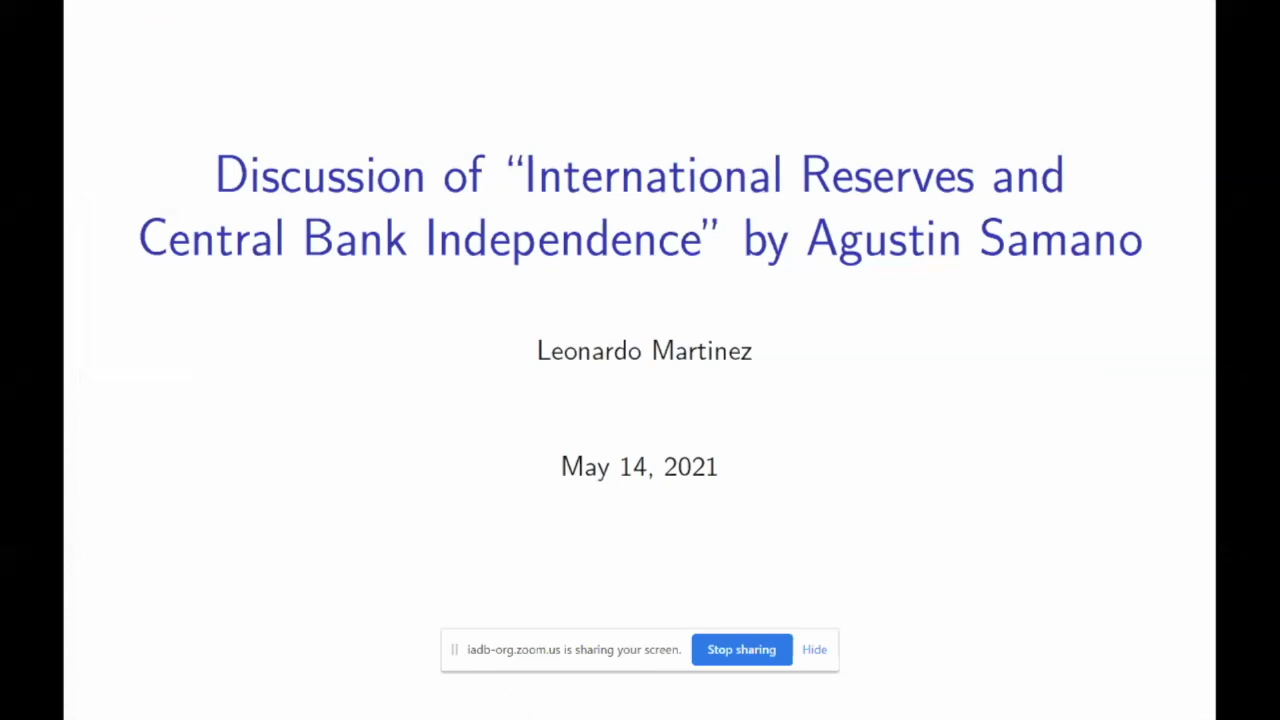 Discussion of “International Reserves and
Central Bank Independence” by Agustin Samano
Leonardo Martinez
May 14, 2021
iadb-org.zoom.us is sharing your screen. Stop sharing Hide